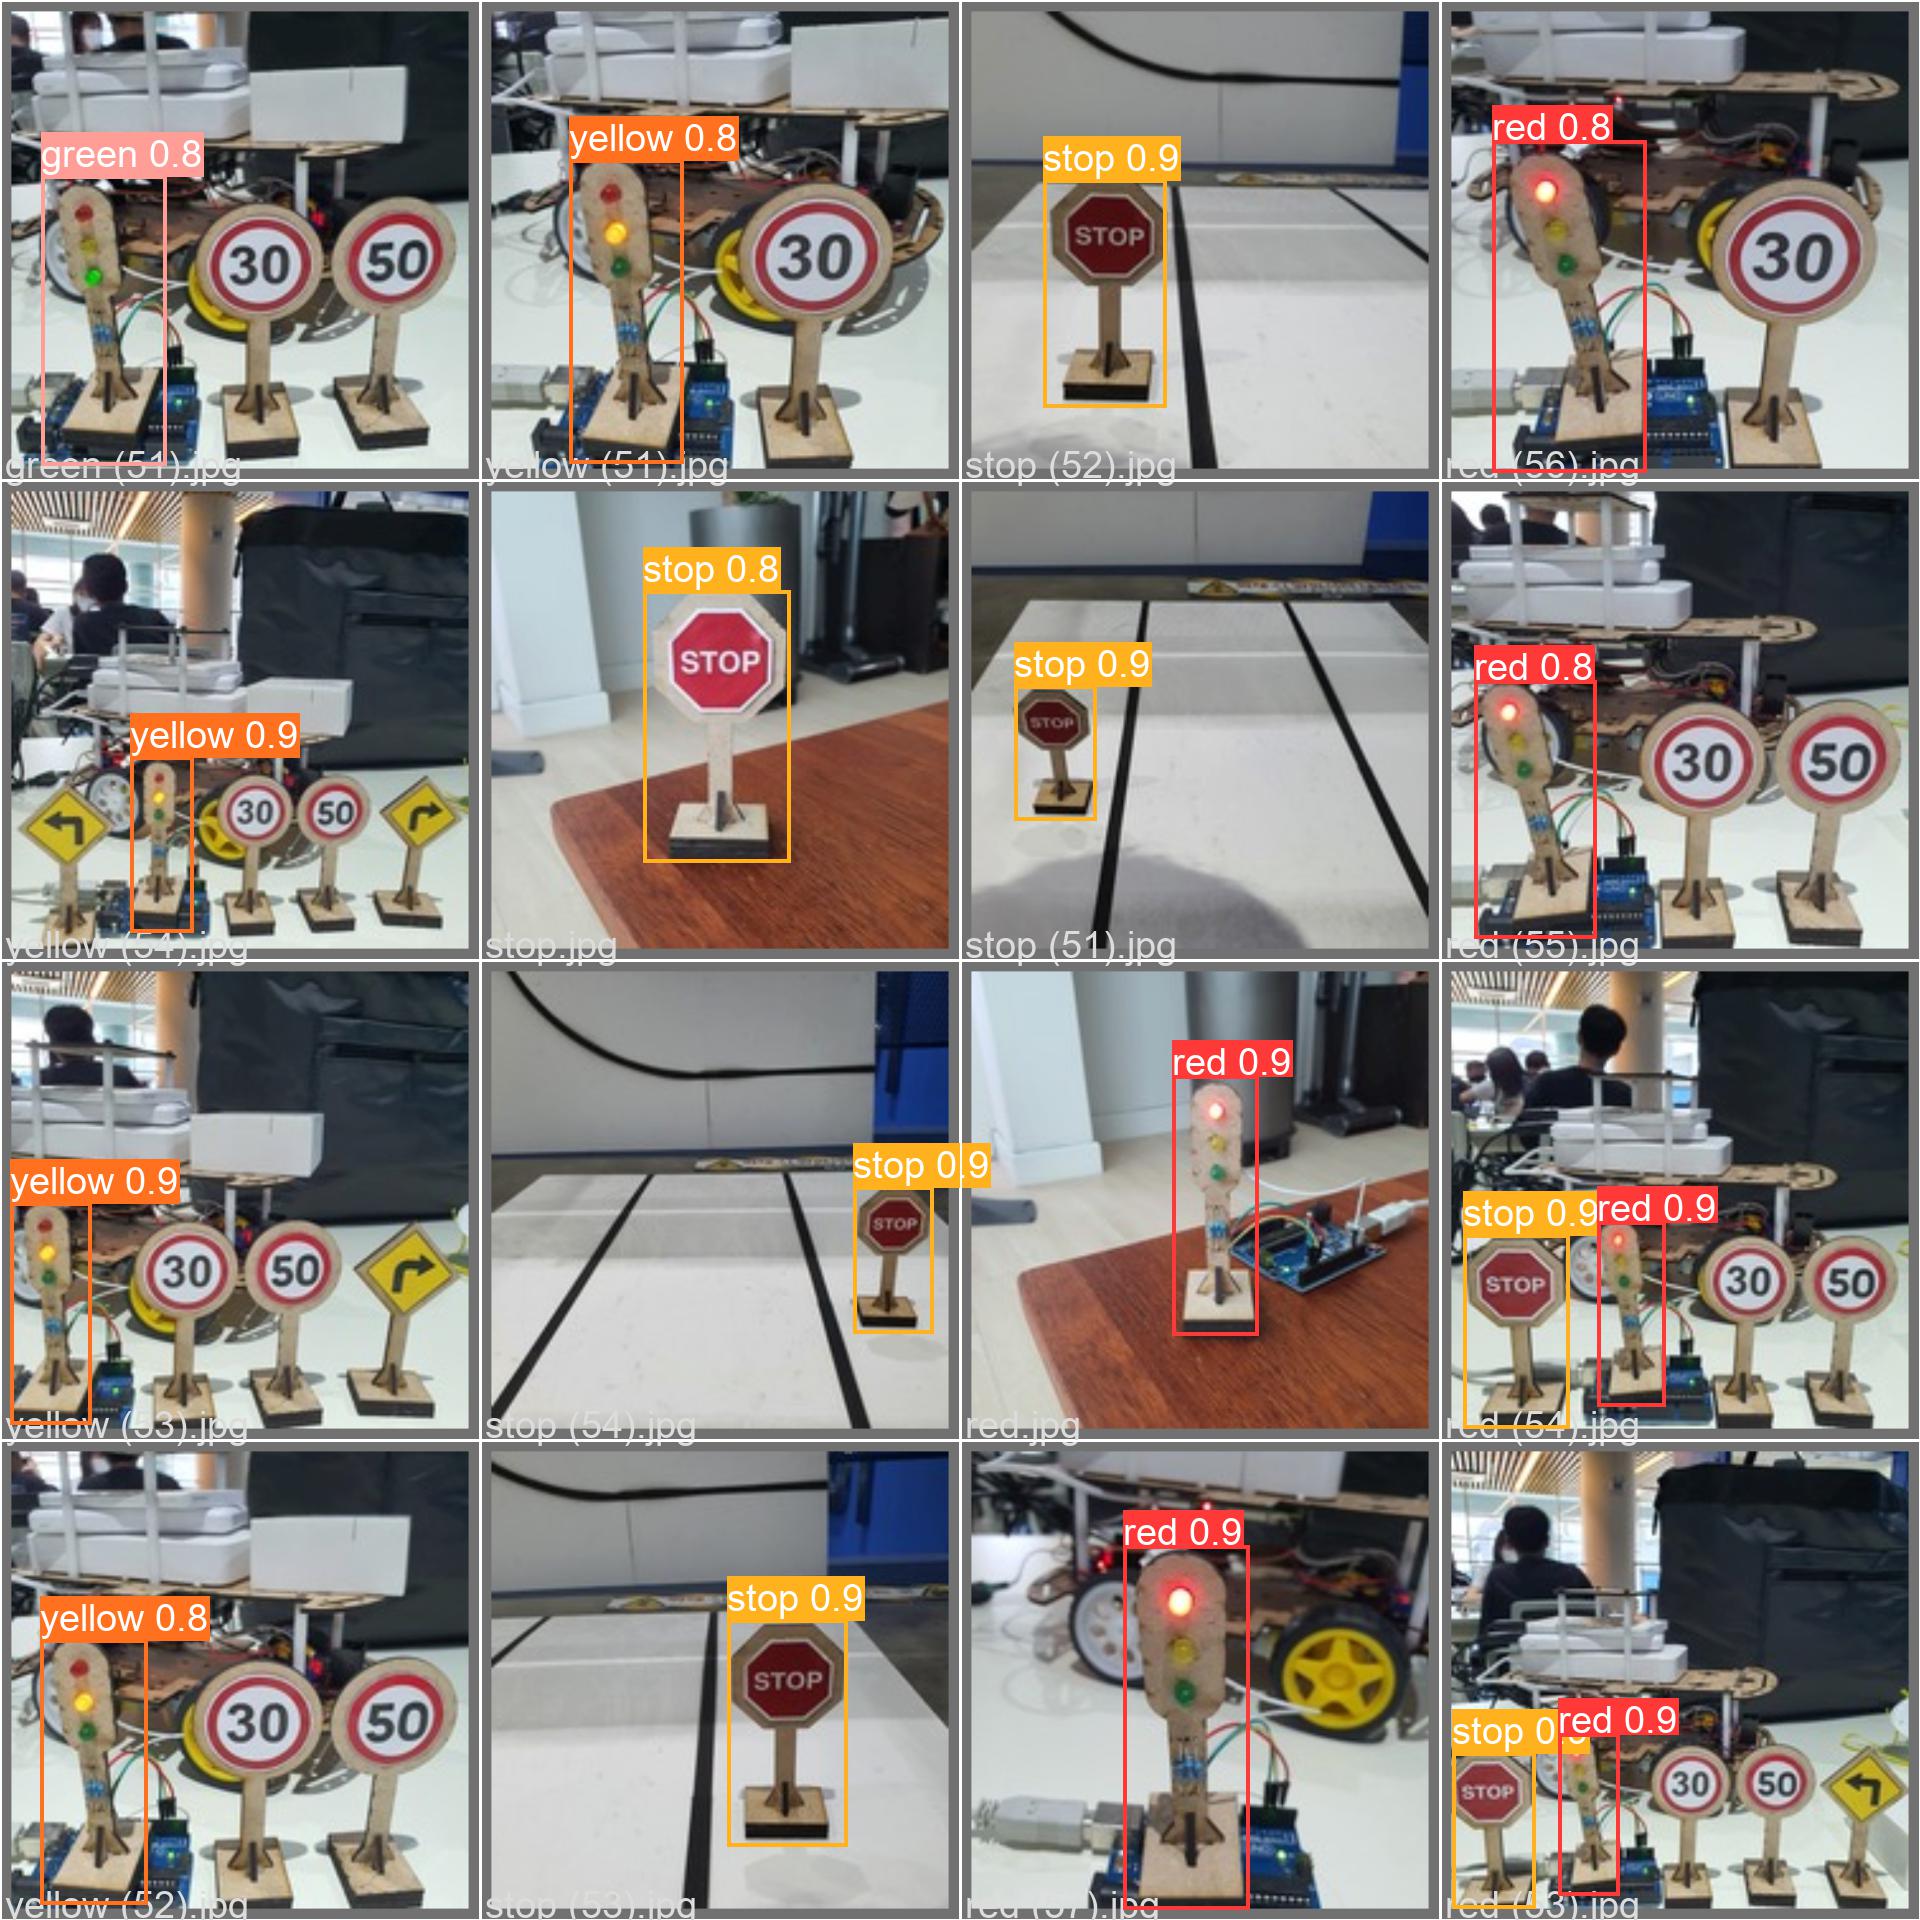 green 0.8
30
50
green (51).jpg
yellow 0.8
30
yellow (51).jpg
stop 0.9
STOP
stop (52).jpg
red 0.8
30
red (56).jpg
yellow 0.9
30
50
yellow (54).jpg
stop 0.8
STOP
stop.jpg
stop 0.9
STOP
stop (51).jpg
red 0.8
30
50
red (55).jpg
yellow 0.9
30
50
yellow (53).jpg
stop 0.9
STOP
stop (54).jpg
red 0.9
red.jpg
stop 0.9
red 0.9
STOP
30
50
red (54).jpg
yellow 0.8
30
50
yellow (52).jpg
stop 0.9
STOP
stop (53).jpg
red 0.9
red (57).jpg
stop 0.9
red 0.9
STOP
30
50
red (53).jpg